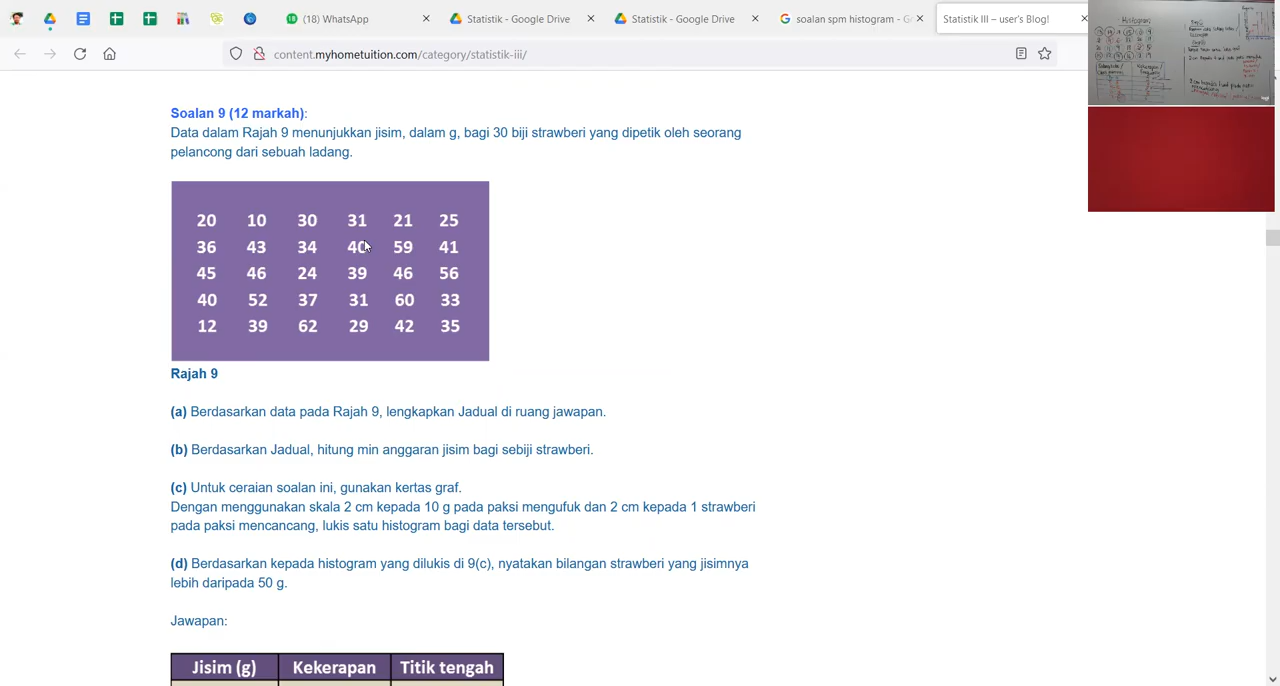 (18) WhatsApp
Statistik - Google Drive
Statistik - Google Drive
soalan spm histogram - G
Statistik III – user's Blog!
content.myhometuition.com/category/statistik-iii/
Histogram
Soalan 9 (12 markah):
Data dalam Rajah 9 menunjukkan jisim, dalam g, bagi 30 biji strawberi yang dipetik oleh seorang
pelancong dari sebuah ladang.
20 10 30 31 21 25
36 43 34 40 59 41
45 46 24 39 46 56
40 52 37 31 60 33
12 39 62 29 42 35
Rajah 9
(a) Berdasarkan data pada Rajah 9, lengkapkan Jadual di ruang jawapan.
(b) Berdasarkan Jadual, hitung min anggaran jisim bagi sebiji strawberi.
(c) Untuk ceraian soalan ini, gunakan kertas graf.
Dengan menggunakan skala 2 cm kepada 10 g pada paksi mengufuk dan 2 cm kepada 1 strawberi
pada paksi mencancang, lukis satu histogram bagi data tersebut.
(d) Berdasarkan kepada histogram yang dilukis di 9(c), nyatakan bilangan strawberi yang jisimnya
lebih daripada 50 g.
Jawapan:
Jisim (g) Kekerapan Titik tengah